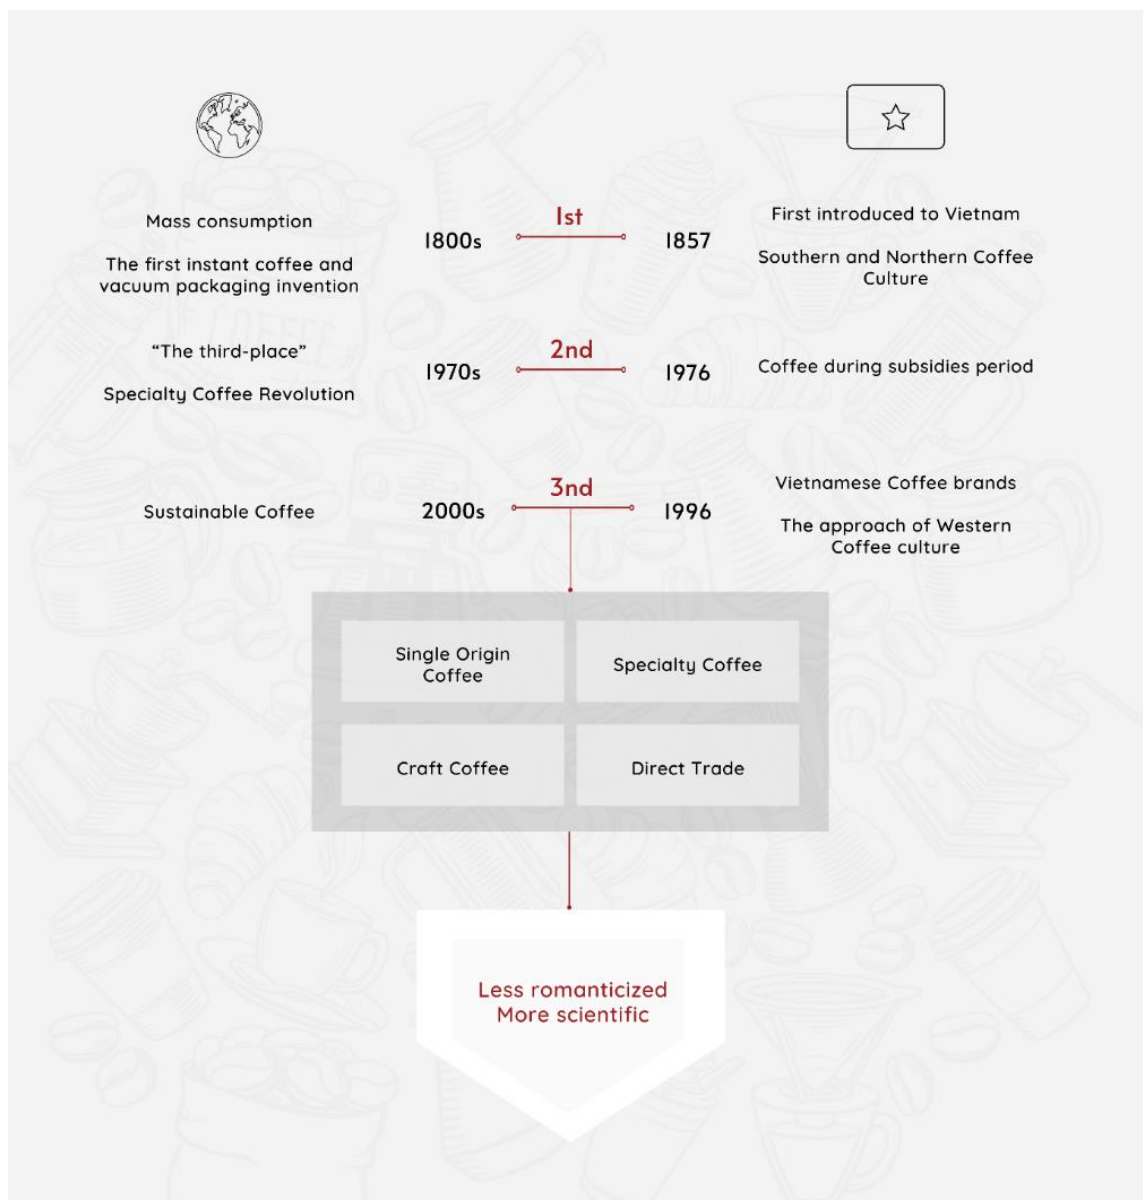 Mass consumption
The first instant coffee and
vacuum packaging invention
1800s
1st
1857
First introduced to Vietnam
Southern and Northern Coffee
Culture
“The third-place”
Specialty Coffee Revolution
1970s
2nd
1976
Coffee during subsidies period
Sustainable Coffee
2000s
3nd
1996
Vietnamese Coffee brands
The approach of Western
Coffee culture
Single Origin
Coffee
Specialty Coffee
Craft Coffee
Direct Trade
Less romanticized
More scientific
COFFEE